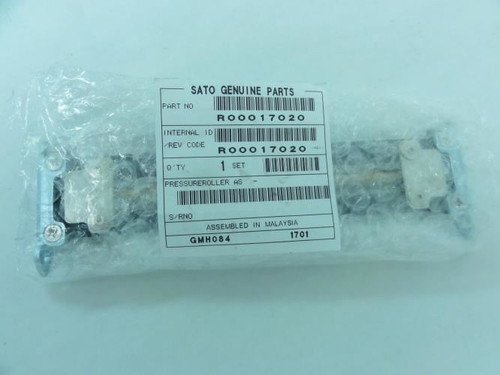 SATO GENUINE PARTS
PART NO
R00017020
INTERNAL ID
/REV CODE R00017020
Q'TY 1 SET
PRESSUREROLLER AS
S/RNO
ASSEMBLED IN MALAYSIA
GMH084 1701